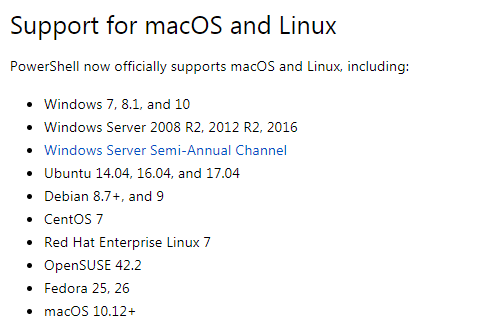 Support for macOS and Linux
PowerShell now officially supports macOS and Linux, including:
• Windows 7, 8.1, and 10
• Windows Server 2008 R2, 2012 R2, 2016
• Windows Server Semi-Annual Channel
• Ubuntu 14.04, 16.04, and 17.04
• Debian 8.7+, and 9
• CentOS 7
• Red Hat Enterprise Linux 7
• OpenSUSE 42.2
• Fedora 25, 26
• macOS 10.12+